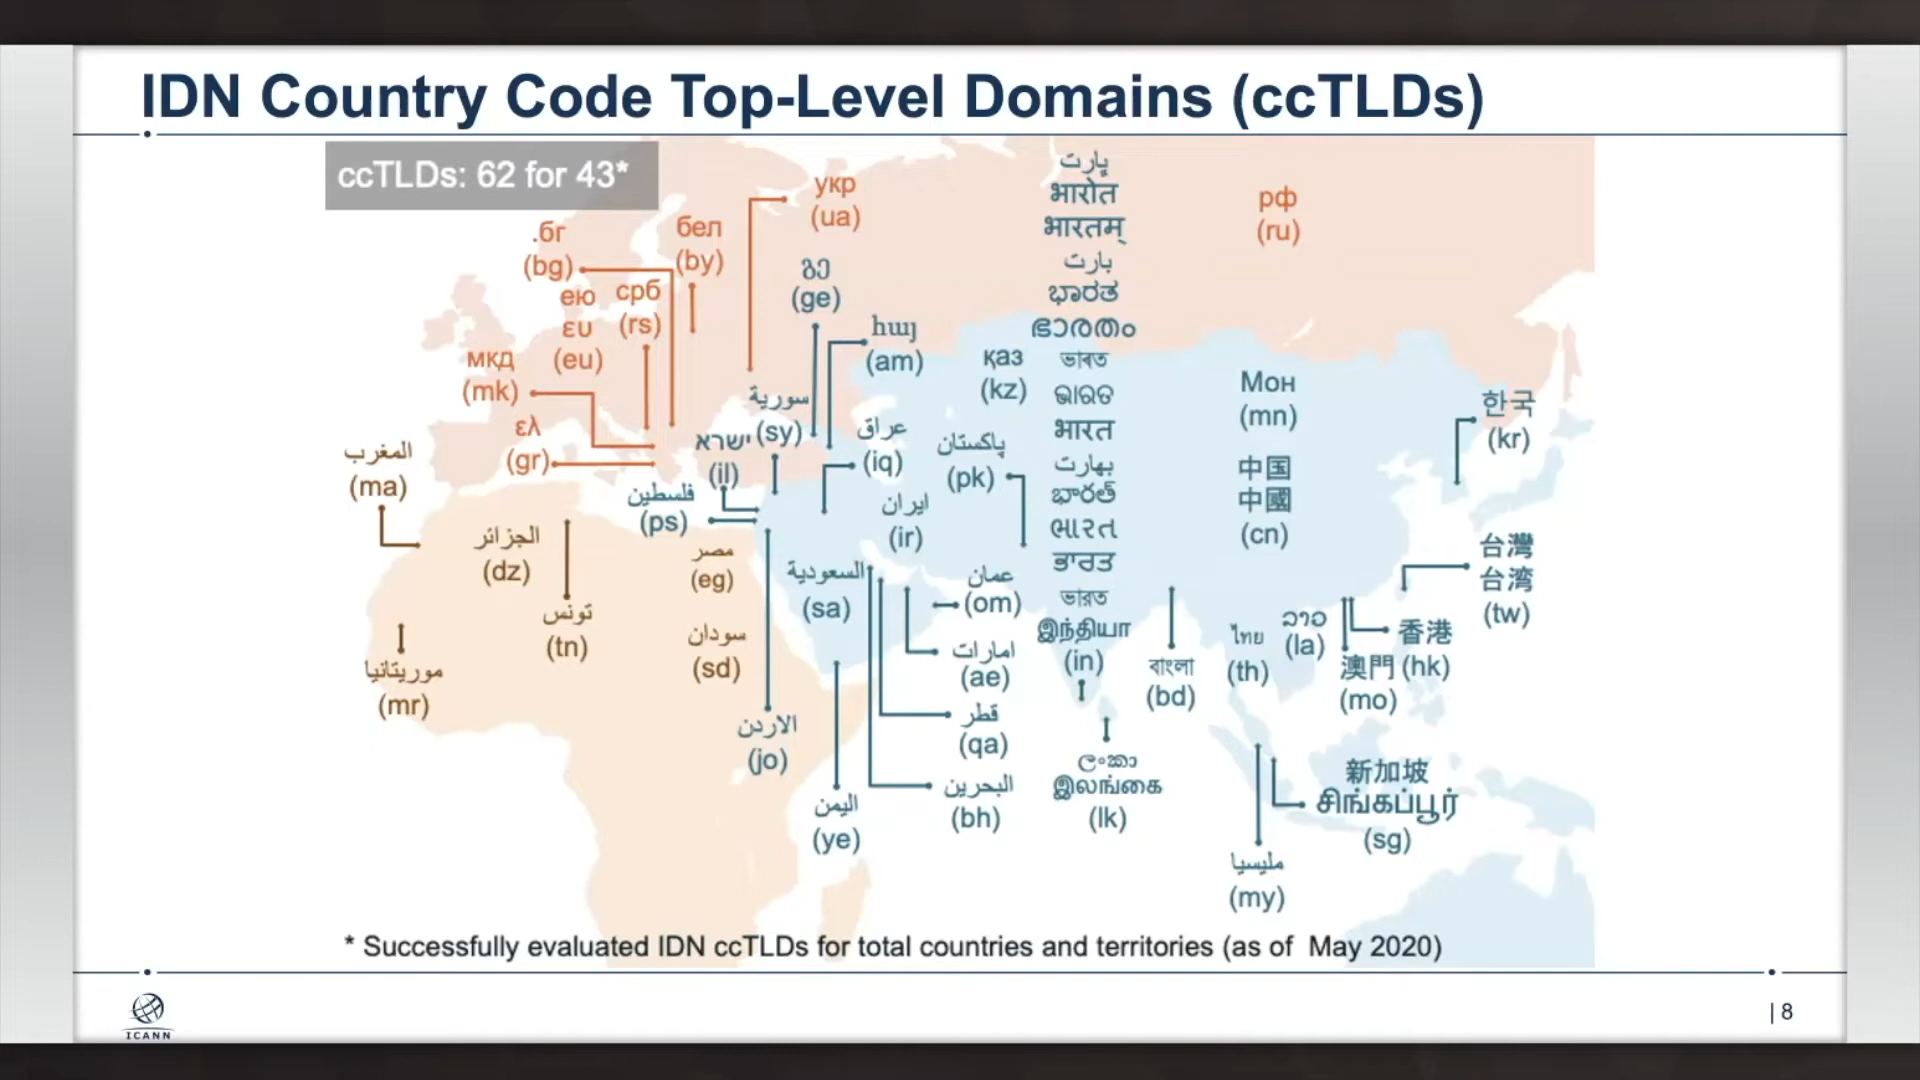 IDN Country Code Top-Level Domains (ccTLDs)
ccTLDs: 62 for 43*
укр
(ua)
.бг
(bg)
бел
(by)
ею
ευ
(eu)
срб
(rs)
мкд
(mk)
ελ
(gr)
рф
(ru)
გე
(ge)
հայ
(am)
қаз
(kz)
سورية
(sy)
ישרא
(il)
عراق
(iq)
فلسطين
(ps)
ایران
(ir)
پاکستان
(pk)
المغرب
(ma)
الجزائر
(dz)
تونس
(tn)
موريتانيا
(mr)
مصر
(eg)
سودان
(sd)
السعودية
(sa)
عمان
(om)
امارات
(ae)
قطر
(qa)
البحرين
(bh)
الاردن
(jo)
اليمن
(ye)
ڀارت
भारोत
भारतम्
بارت
ಭಾರತ
ഭാരതം
ভাৰত
ଭାରତ
भारत
بھارت
భారత్
ભારત
ਭਾਰਤ
ভারত
இந்தியா
(in)
ලංකා
இலங்கை
(lk)
বাংলা
(bd)
Мон
(mn)
中国
中國
(cn)
한국
(kr)
台灣
台湾
(tw)
ລາວ
(la)
ไทย
(th)
香港
(hk)
澳門
(mo)
新加坡
சிங்கப்பூர்
(sg)
مليسيا
(my)
* Successfully evaluated IDN ccTLDs for total countries and territories (as of May 2020)
ICANN
| 8